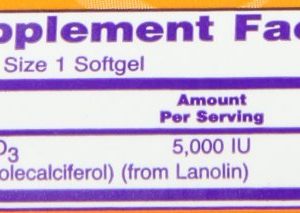 pplement Fac
Size 1 Softgel
Amount
Per Serving
D3 5,000 IU
olecalciferol) (from Lanolin)